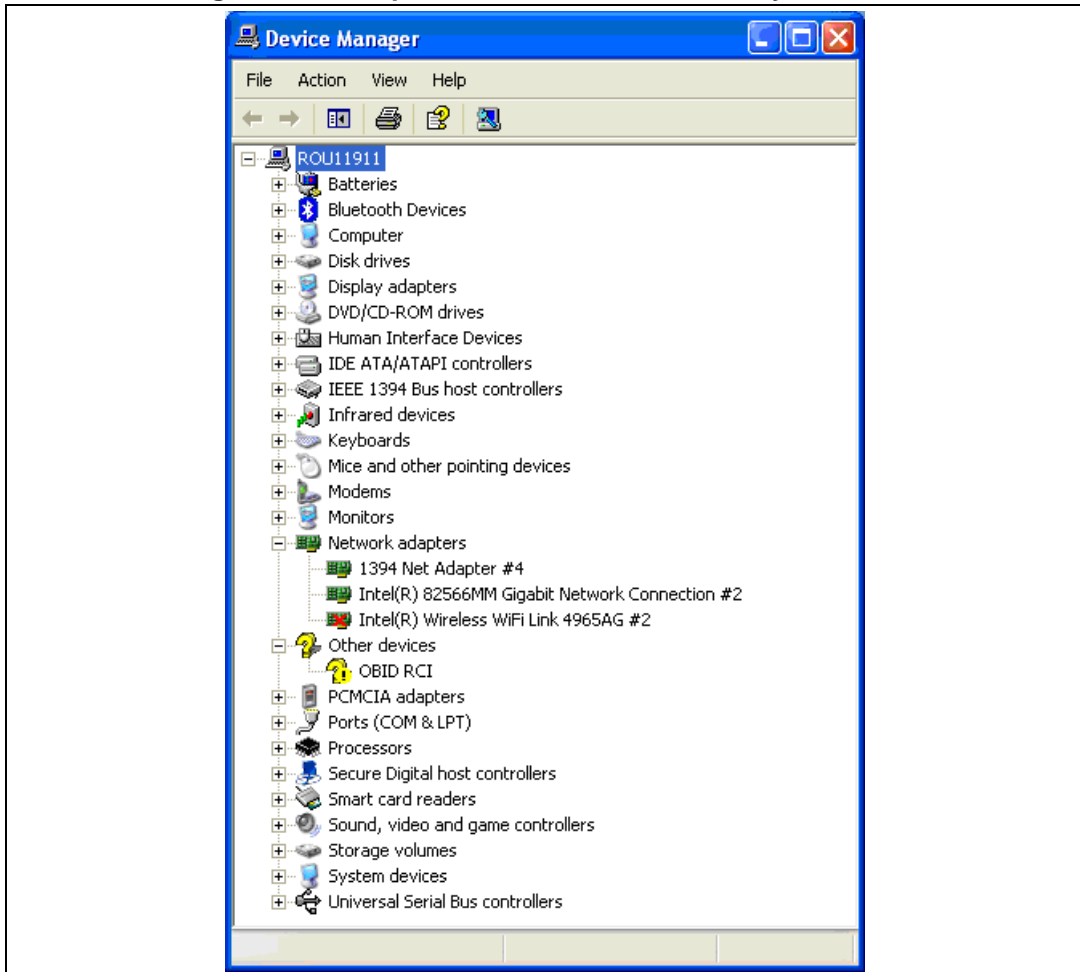 Device Manager
File Action View Help
ROU11911
Batteries
Bluetooth Devices
Computer
Disk drives
Display adapters
DVD/CD-ROM drives
Human Interface Devices
IDE ATA/ATAPI controllers
IEEE 1394 Bus host controllers
Infrared devices
Keyboards
Mice and other pointing devices
Modems
Monitors
Network adapters
1394 Net Adapter #4
Intel(R) 82566MM Gigabit Network Connection #2
Intel(R) Wireless WiFi Link 4965AG #2
Other devices
OBID RCI
PCMCIA adapters
Ports (COM & LPT)
Processors
Secure Digital host controllers
Smart card readers
Sound, video and game controllers
Storage volumes
System devices
Universal Serial Bus controllers